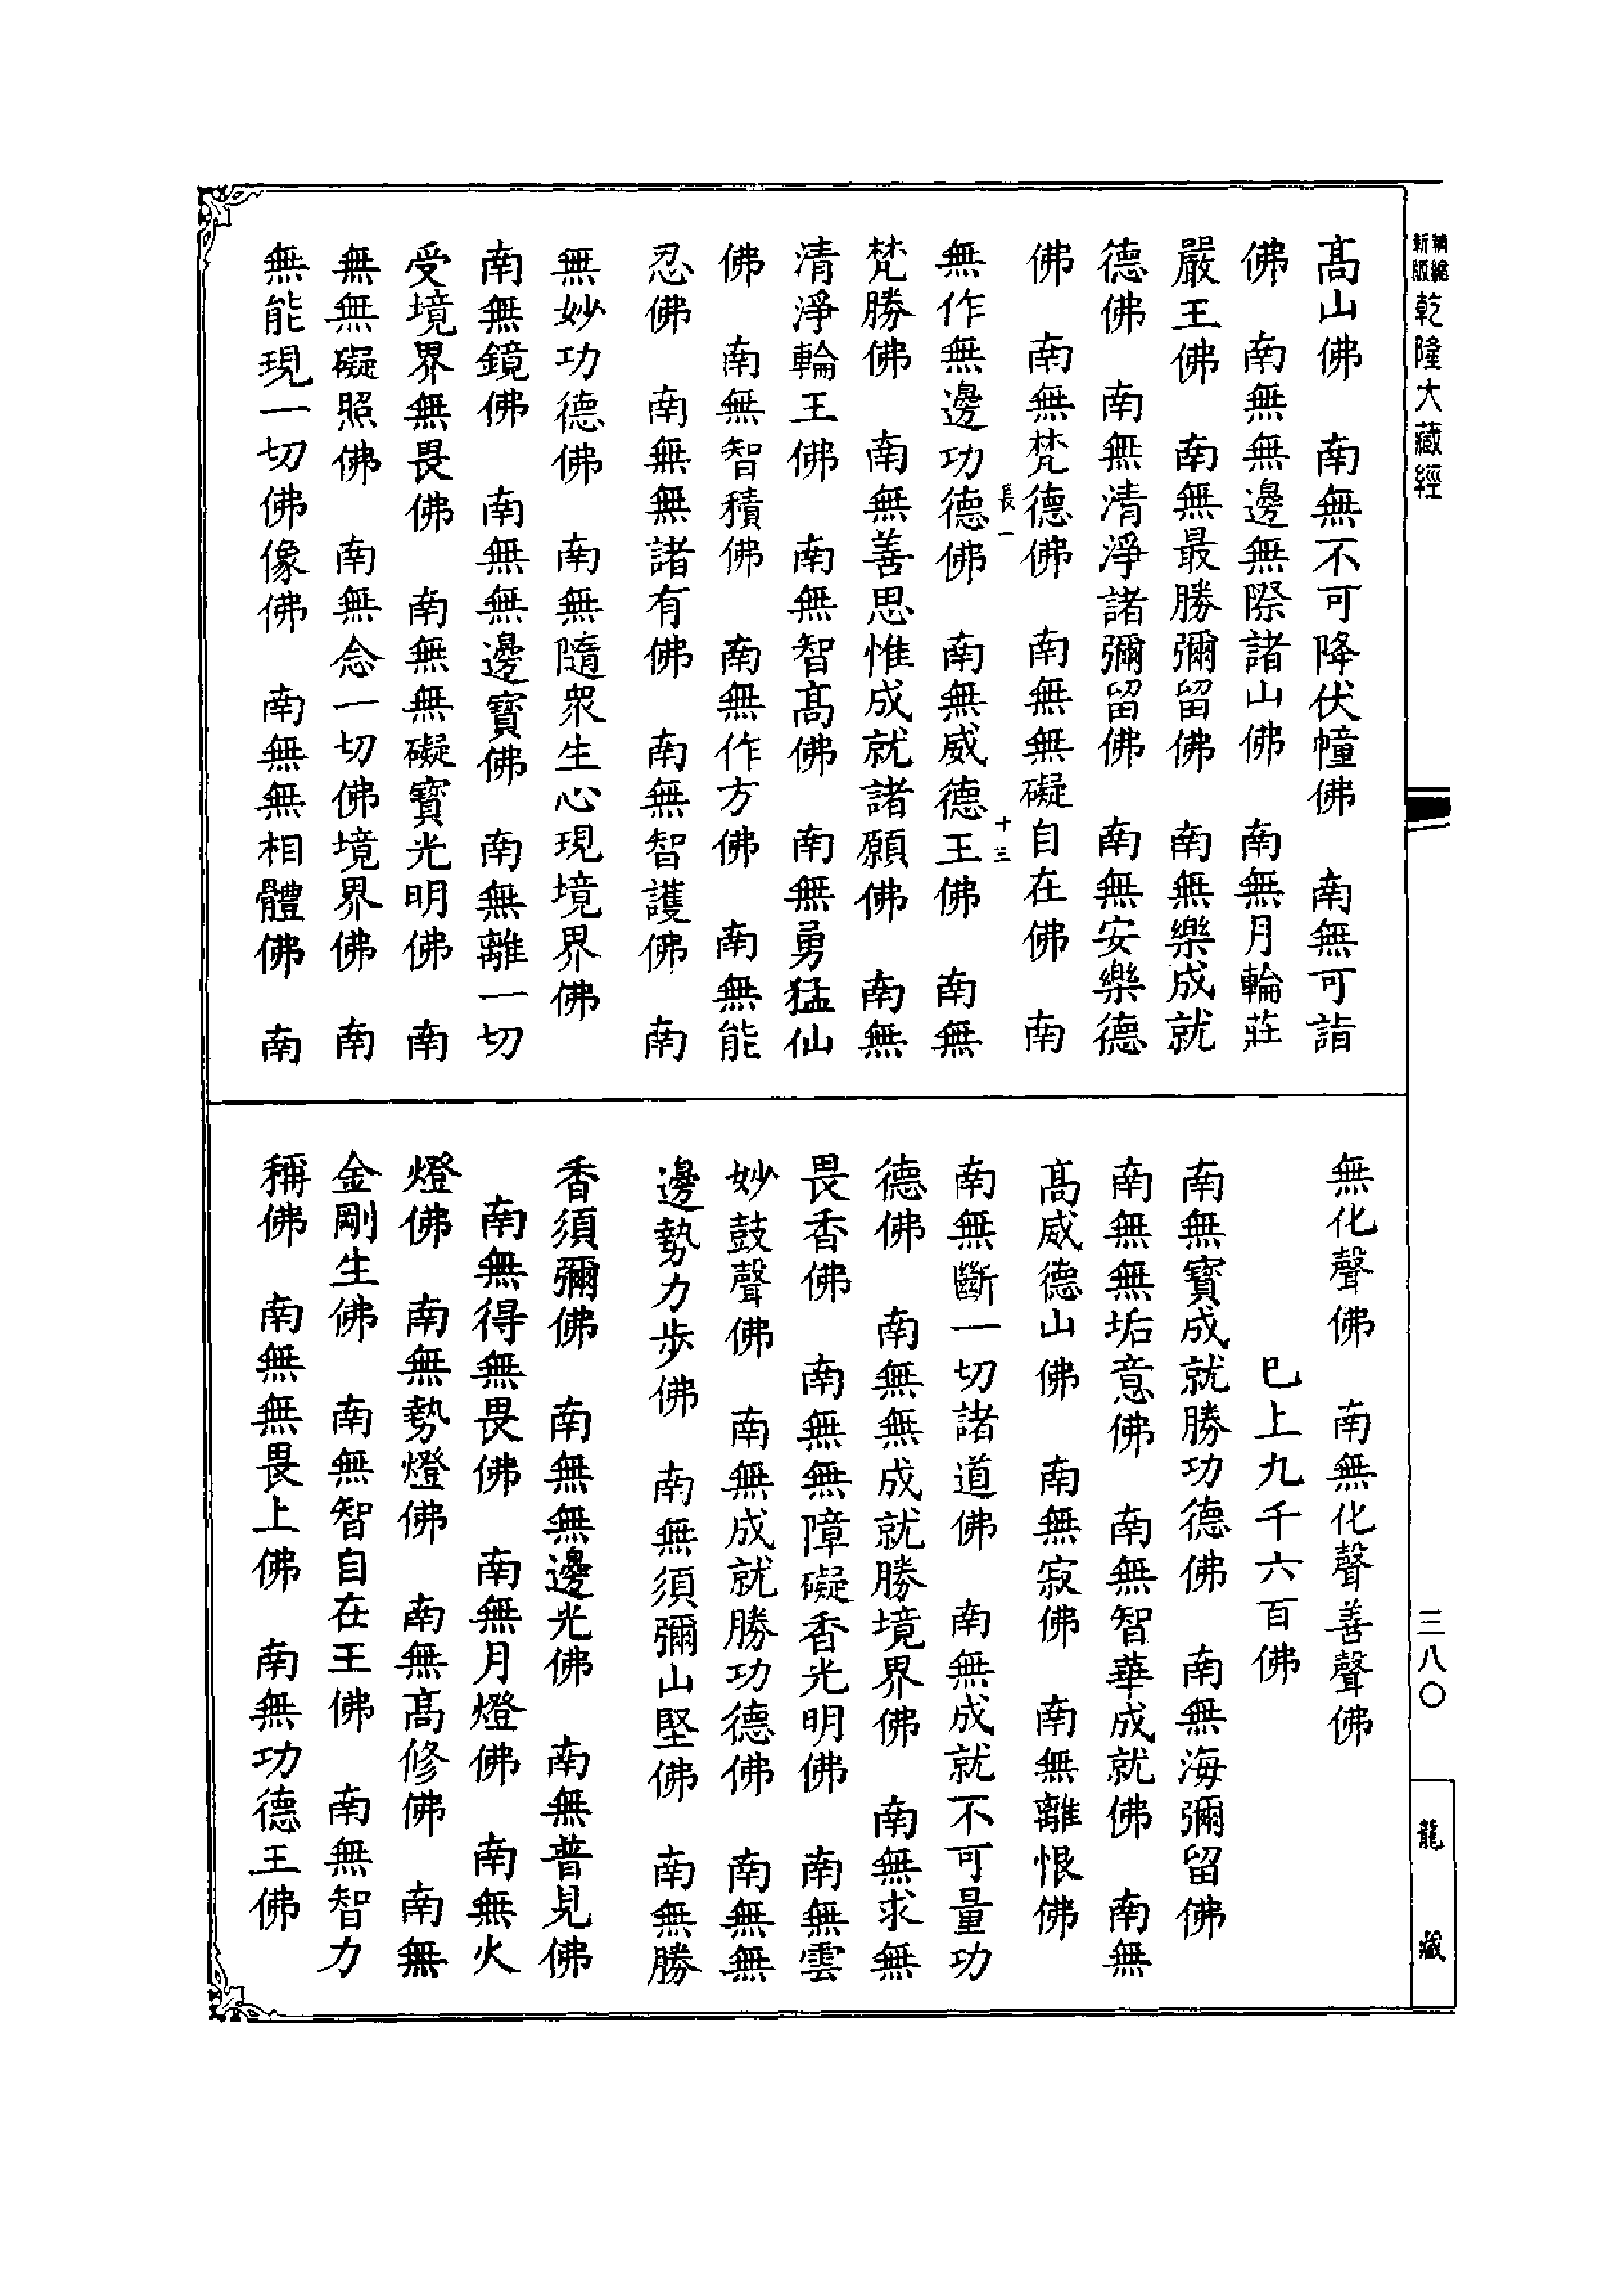 新版精縮乾隆大藏經
高山佛　南無不可降伏幢佛　南無可詣
佛　南無無邊無際諸山佛　南無月輪莊
嚴王佛　南無最勝彌留佛　南無樂成就
德佛　南無清淨諸彌留佛　南無安樂德
佛　南無梵德佛　南無無礙自在佛　南
長一　十三
無作無邊功德佛　南無威德王佛　南無
梵勝佛　南無善思惟成就諸願佛　南無
清淨輪王佛　南無智高佛　南無勇猛仙
佛　南無智積佛　南無作方佛　南無能
忍佛　南無無諸有佛　南無智護佛　南
無妙功德佛　南無隨眾生心現境界佛
南無鏡佛　南無無邊寶佛　南無離一切
受境界無畏佛　南無無礙寶光明佛　南
無無礙照佛　南無念一切佛境界佛　南
無能現一切佛像佛　南無無相體佛　南
無化聲佛　南無化聲善聲佛
巳上九千六百佛
南無寶成就勝功德佛　南無海彌留佛
南無無垢意佛　南無智華成就佛　南無
高威德山佛　南無寂佛　南無離恨佛
南無斷一切諸道佛　南無成就不可量功
德佛　南無無成就勝境界佛　南無求無
畏香佛　南無無障礙香光明佛　南無雲
妙鼓聲佛　南無成就勝功德佛　南無無
邊勢力步佛　南無須彌山堅佛　南無勝
香須彌佛　南無無邊光佛　南無普見佛
南無得無畏佛　南無月燈佛　南無火
燈佛　南無勢燈佛　南無高修佛　南無
金剛生佛　南無智自在王佛　南無智力
稱佛　南無無畏上佛　南無功德王佛
三八〇
龍藏